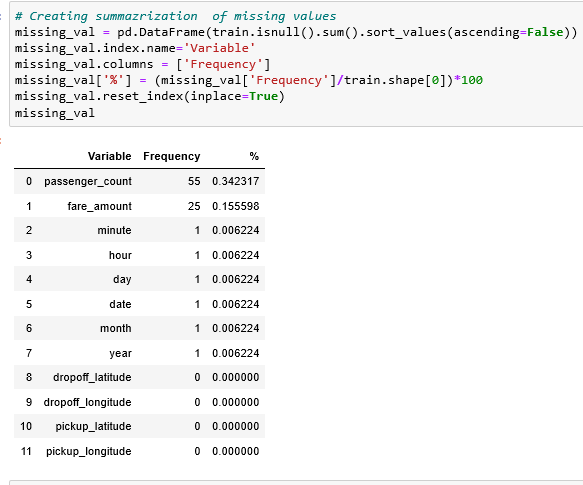 # Creating summazrization  of missing values
missing_val = pd.DataFrame(train.isnull().sum().sort_values(ascending=False))
missing_val.index.name='Variable'
missing_val.columns = ['Frequency']
missing_val['%'] = (missing_val['Frequency']/train.shape[0])*100
missing_val.reset_index(inplace=True)
missing_val
Variable Frequency %
0 passenger_count 55 0.342317
1 fare_amount 25 0.155598
2 minute 1 0.006224
3 hour 1 0.006224
4 day 1 0.006224
5 date 1 0.006224
6 month 1 0.006224
7 year 1 0.006224
8 dropoff_latitude 0 0.000000
9 dropoff_longitude 0 0.000000
10 pickup_latitude 0 0.000000
11 pickup_longitude 0 0.000000